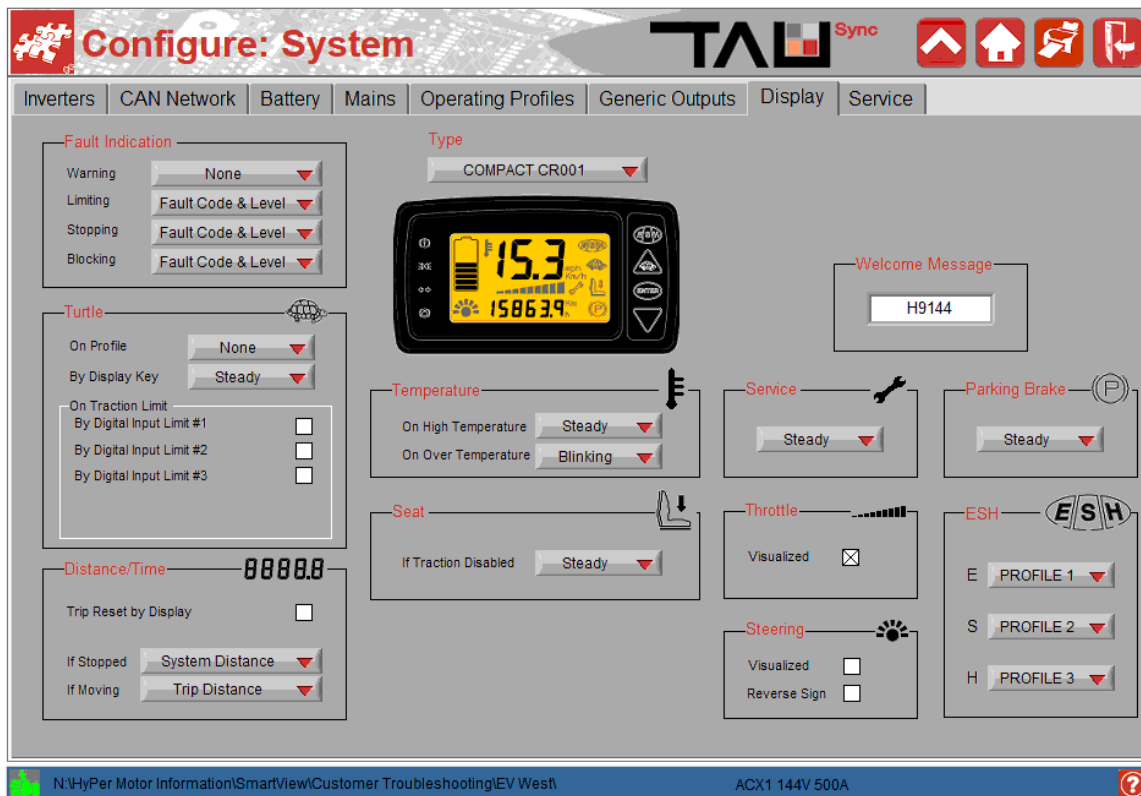 Configure: System
TAU Sync
Inverters CAN Network Battery Mains Operating Profiles Generic Outputs Display Service
Fault Indication
Warning None
Limiting Fault Code & Level
Stopping Fault Code & Level
Blocking Fault Code & Level
Type
COMPACT CR001
15.3
mph
Km/h
15863.9
Km
h
ESH
ENTER
Welcome Message
H9144
Turtle
On Profile None
By Display Key Steady
On Traction Limit
By Digital Input Limit #1
By Digital Input Limit #2
By Digital Input Limit #3
Temperature
On High Temperature Steady
On Over Temperature Blinking
Service
Steady
Parking Brake P
Steady
Seat
If Traction Disabled Steady
Throttle
Visualized
ESH ESH
E PROFILE 1
S PROFILE 2
H PROFILE 3
Distance/Time 8888.8
Trip Reset by Display
If Stopped System Distance
If Moving Trip Distance
Steering
Visualized
Reverse Sign
N:\HyPer Motor Information\SmartView\Customer Troubleshooting\EV West\ ACX1 144V 500A ?